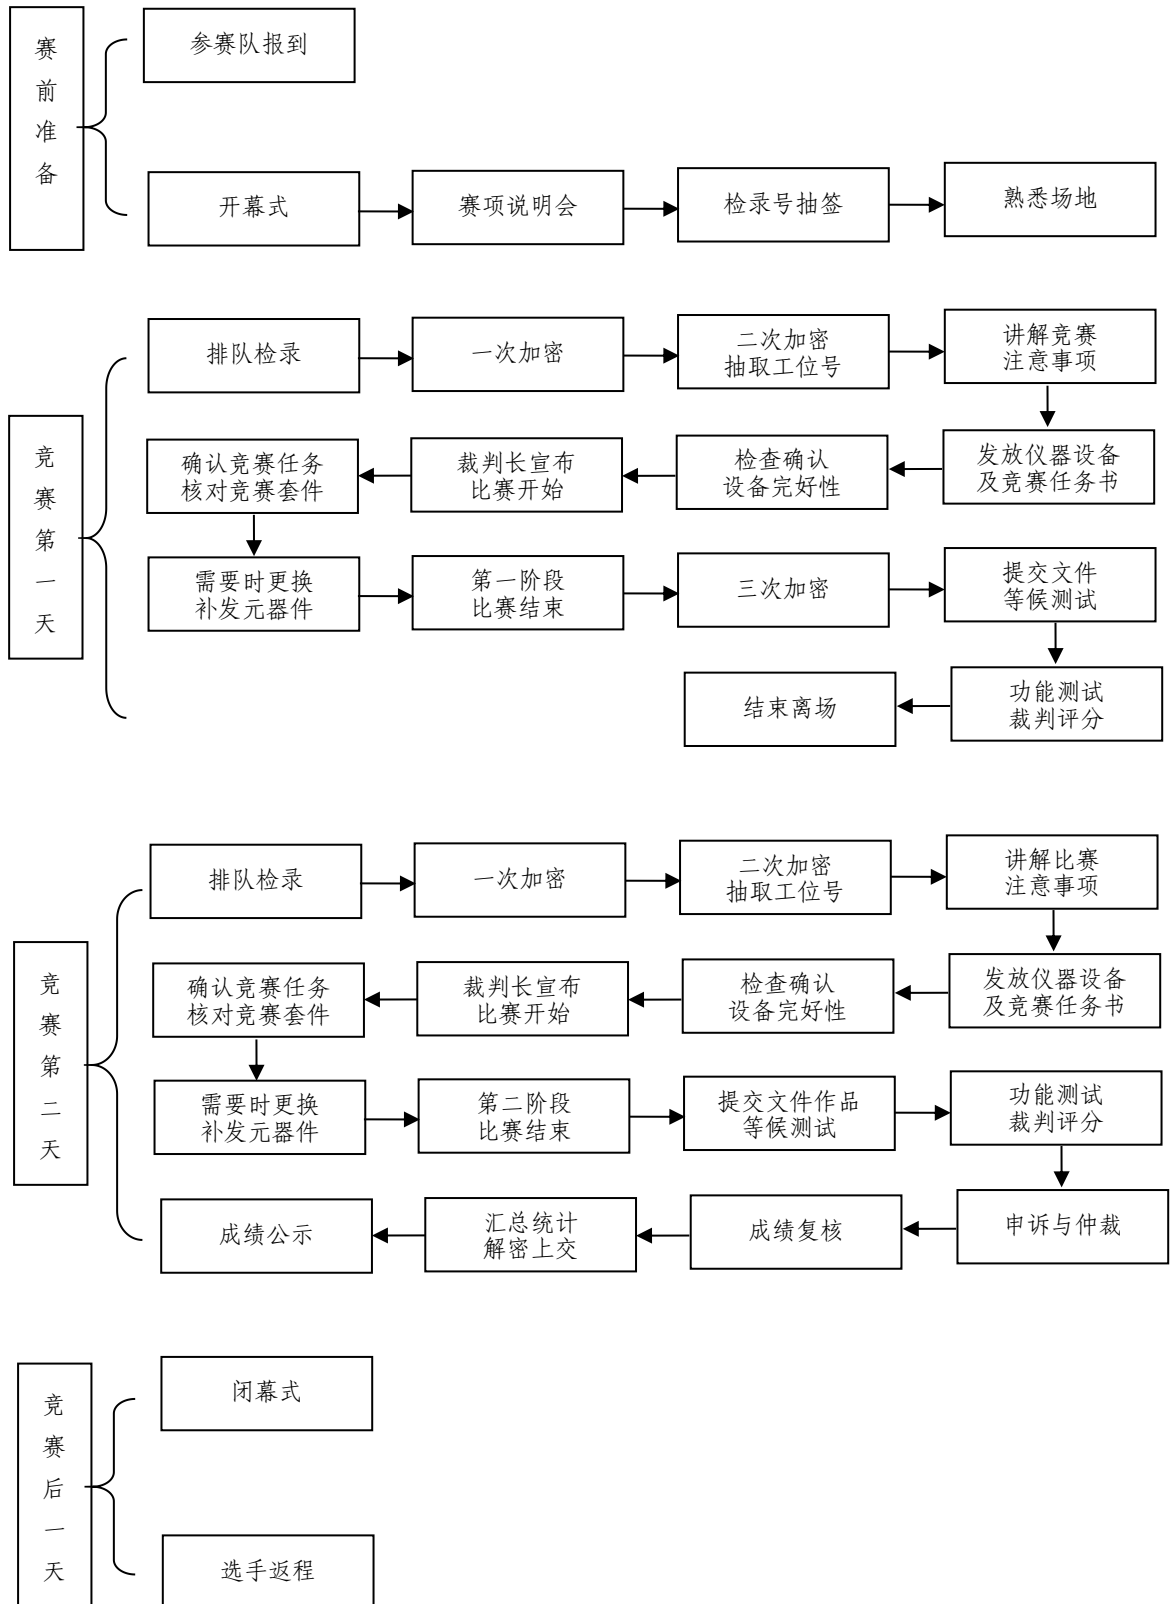 赛前准备
参赛队报到
开幕式
赛项说明会
检录号抽签
熟悉场地
竞赛第一天
排队检录
一次加密
二次加密
抽取工位号
讲解竞赛
注意事项
发放仪器设备
及竞赛任务书
检查确认
设备完好性
裁判长宣布
比赛开始
确认竞赛任务
核对竞赛套件
需要时更换
补发元器件
第一阶段
比赛结束
三次加密
提交文件
等候测试
功能测试
裁判评分
结束离场
竞赛第二天
排队检录
一次加密
二次加密
抽取工位号
讲解比赛
注意事项
发放仪器设备
及竞赛任务书
检查确认
设备完好性
裁判长宣布
比赛开始
确认竞赛任务
核对竞赛套件
需要时更换
补发元器件
第二阶段
比赛结束
提交文件作品
等候测试
功能测试
裁判评分
申诉与仲裁
成绩复核
汇总统计
解密上交
成绩公示
竞赛后一天
闭幕式
选手返程